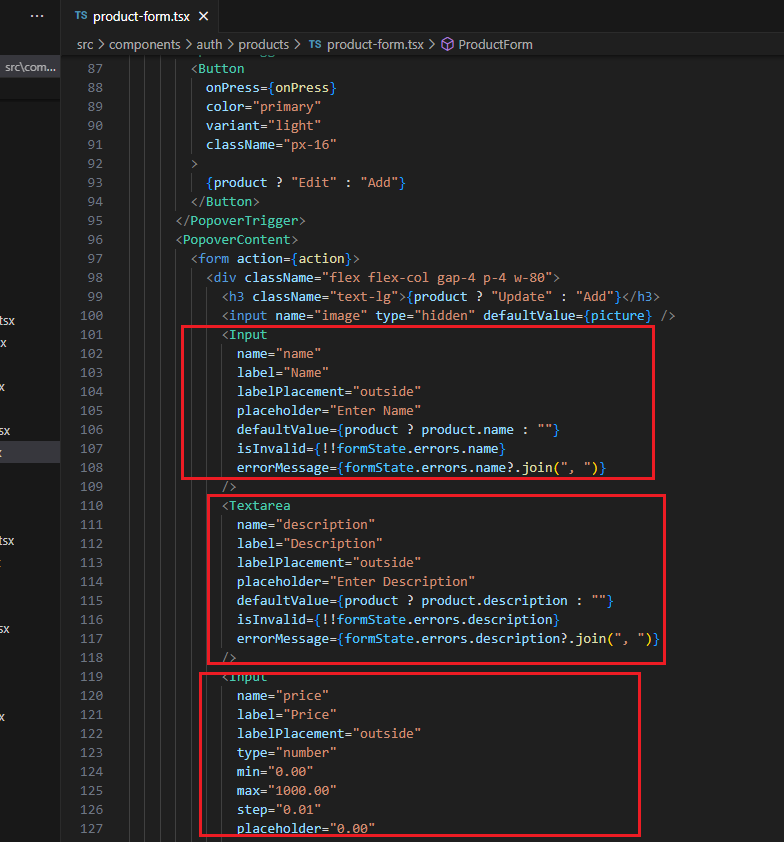 ···
TS product-form.tsx ×
src > components > auth > products > TS product-form.tsx > ProductForm
src\com...
87 <Button
88 onPress={onPress}
89 color="primary"
90 variant="light"
91 className="px-16"
92 >
93 {product ? "Edit" : "Add"}
94 </Button>
95 </PopoverTrigger>
96 <PopoverContent>
97 <form action={action}>
98 <div className="flex flex-col gap-4 p-4 w-80">
99 <h3 className="text-lg">{product ? "Update" : "Add"}</h3>
100 <input name="image" type="hidden" defaultValue={picture} />
101 <Input
102 name="name"
103 label="Name"
104 labelPlacement="outside"
105 placeholder="Enter Name"
106 defaultValue={product ? product.name : ""}
107 isInvalid={!!formState.errors.name}
108 errorMessage={formState.errors.name?.join(", ")}
109 />
110 <Textarea
111 name="description"
112 label="Description"
113 labelPlacement="outside"
114 placeholder="Enter Description"
115 defaultValue={product ? product.description : ""}
116 isInvalid={!!formState.errors.description}
117 errorMessage={formState.errors.description?.join(", ")}
118 />
119 <Input
120 name="price"
121 label="Price"
122 labelPlacement="outside"
123 type="number"
124 min="0.00"
125 max="1000.00"
126 step="0.01"
127 placeholder="0.00"